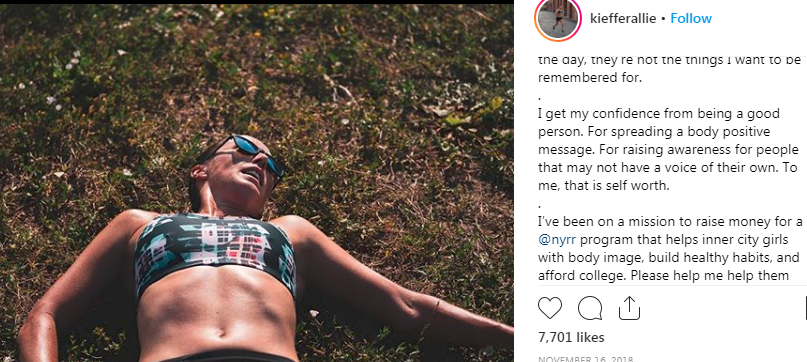 kiefferallie • Follow
the day, they're not the things I want to be
remembered for.
.
I get my confidence from being a good
person. For spreading a body positive
message. For raising awareness for people
that may not have a voice of their own. To
me, that is self worth.
.
I've been on a mission to raise money for a
@nyrr program that helps inner city girls
with body image, build healthy habits, and
afford college. Please help me help them
7,701 likes
NOVEMBER 16, 2018